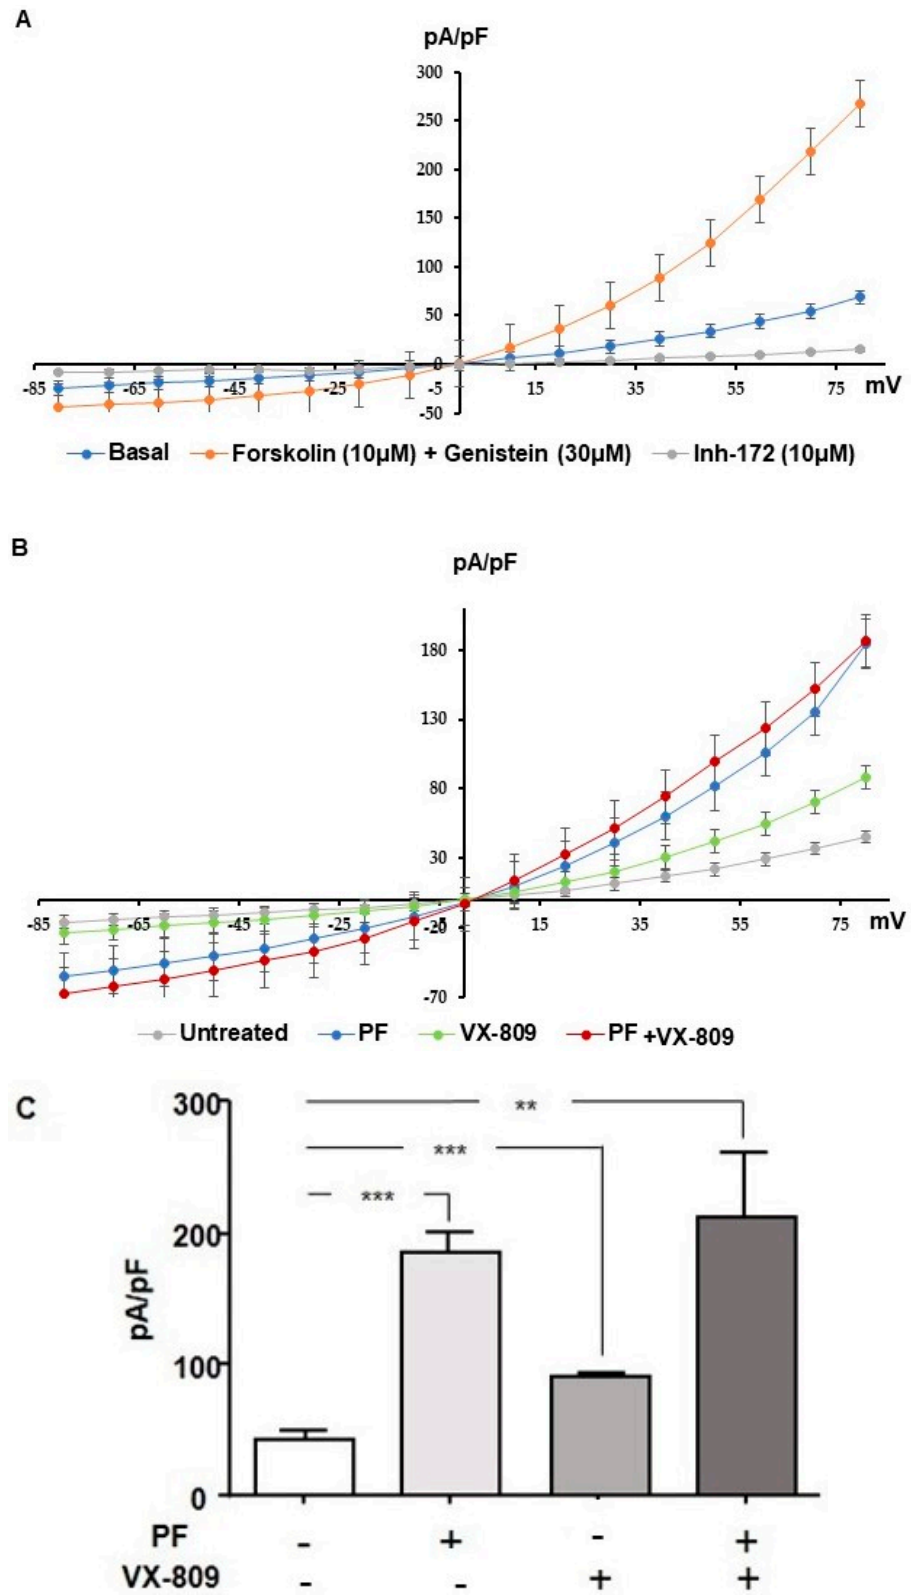 A
pA/pF
300
250
200
150
100
50
0
-85 -65 -45 -25 -5 15 35 55 75 mV
-50
Basal Forskolin (10µM) + Genistein (30µM) Inh-172 (10µM)
B
pA/pF
180
130
80
30
-85 -65 -45 -25 -5 15 35 55 75 mV
-20
-70
Untreated PF VX-809 PF +VX-809
C
300
**
***
***
200
pA/pF
100
0
PF - + - +
VX-809 - - + +